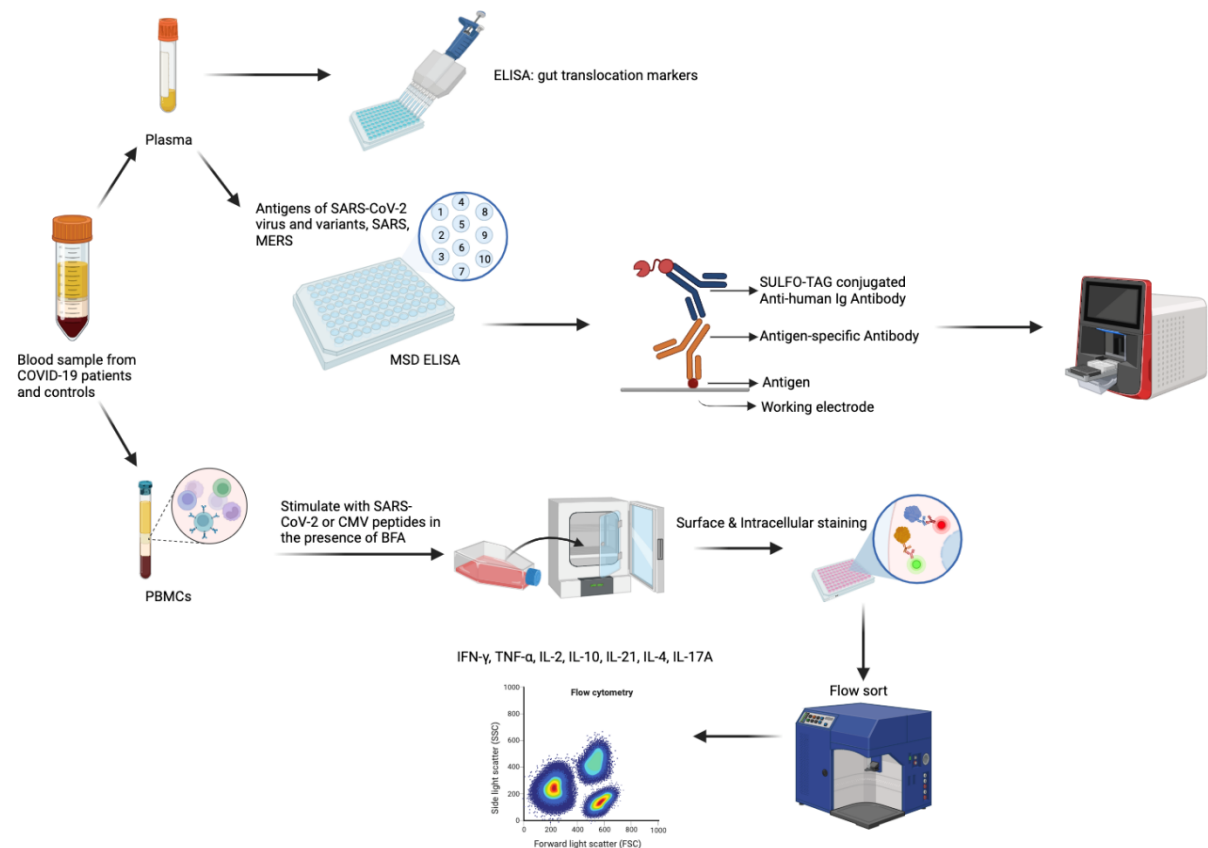 ELISA: gut translocation markers
Plasma
Antigens of SARS-CoV-2
virus and variants, SARS,
MERS
1
4
8
5
2
9
6
3
10
7
MSD ELISA
SULFO-TAG conjugated
Anti-human Ig Antibody
Antigen-specific Antibody
Antigen
Working electrode
Blood sample from
COVID-19 patients
and controls
PBMCs
Stimulate with SARS-
CoV-2 or CMV peptides in
the presence of BFA
Surface & Intracellular staining
Flow sort
IFN-γ, TNF-α, IL-2, IL-10, IL-21, IL-4, IL-17A
Flow cytometry
Side light scatter (SSC)
1000
800
600
400
200
0
0 200 400 600 800 1000
Forward light scatter (FSC)